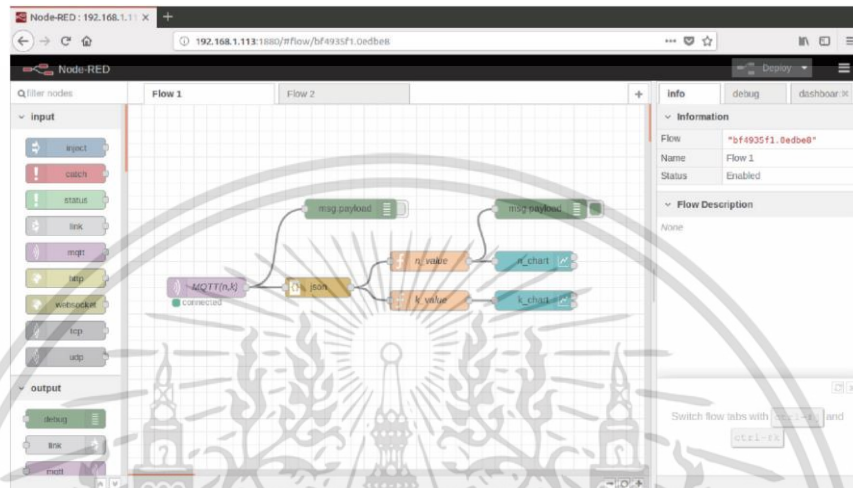 Node-RED : 192.168.1.11
192.168.1.113:1880/#flow/bf4935f1.0edbe8
Node-RED
Deploy
filter nodes
Flow 1
Flow 2
info
debug
dashboar
input
inject
catch
status
link
mqtt
http
websocket
tcp
udp
output
debug
link
mqtt
msg.payload
msg.payload
n_value
n_chart
MQTT(n,k)
json
connected
k_value
k_chart
Information
Flow
"bf4935f1.0edbe8"
Name
Flow 1
Status
Enabled
Flow Description
None
Switch flow tabs with
and